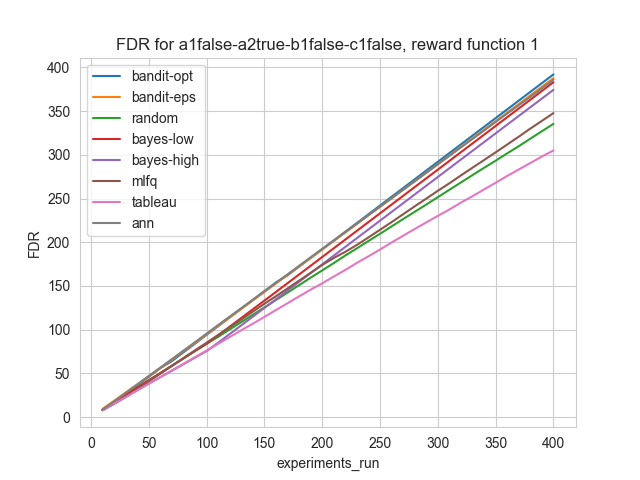 FDR for a1false-a2true-b1false-c1false, reward function 1
400
350
300
250
200
150
100
50
0
FDR
bandit-opt
bandit-eps
random
bayes-low
bayes-high
mlfq
tableau
ann
0 50 100 150 200 250 300 350 400
experiments_run